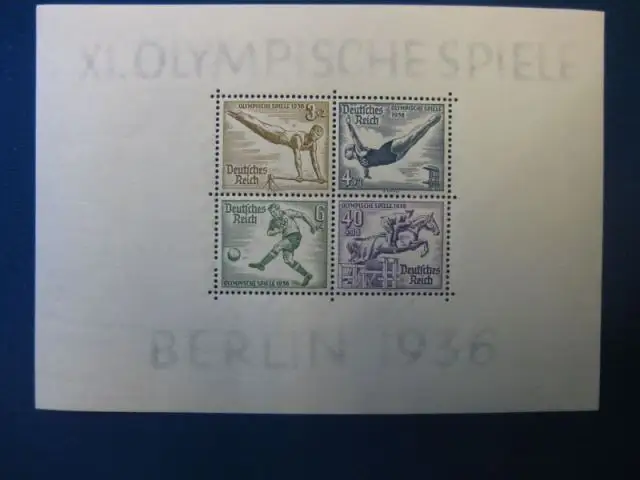 XI. OLYMPISCHE SPIELE
OLYMPISCHE SPIELE 1936
3+2
Deutsches
Reich
Deutsches
Reich
OLYMPISCHE SPIELE
1936
Deutsches
Reich
6
OLYMPISCHE SPIELE 1936
OLYMPISCHE SPIELE 1936
40
Deutsches
Reich
BERLIN 1936